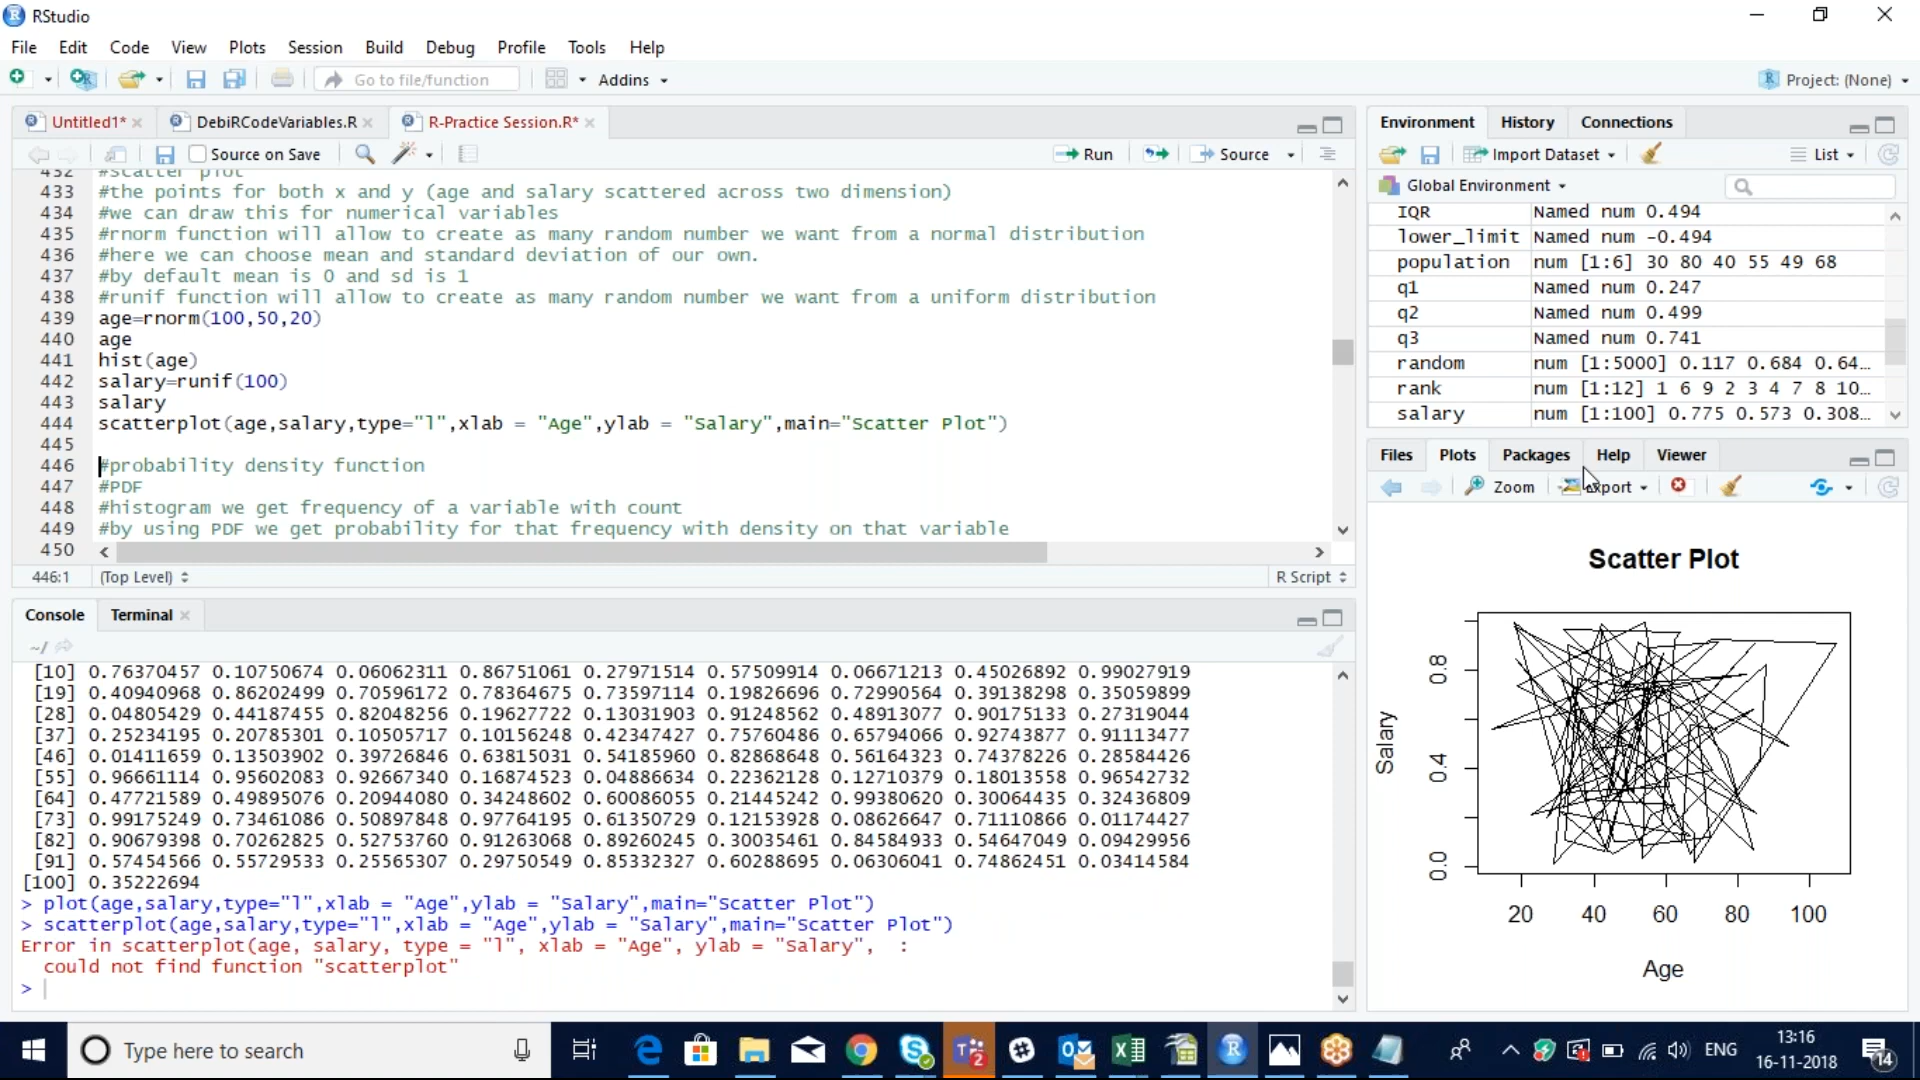 RStudio
File Edit Code View Plots Session Build Debug Profile Tools Help
Go to file/function Addins Project: (None)
Untitled1* DebiRCodeVariables.R R-Practice Session.R*
Source on Save Run Source
432 #scatter plot
433 #the points for both x and y (age and salary scattered across two dimension)
434 #we can draw this for numerical variables
435 #rnorm function will allow to create as many random number we want from a normal distribution
436 #here we can choose mean and standard deviation of our own.
437 #by default mean is 0 and sd is 1
438 #runif function will allow to create as many random number we want from a uniform distribution
439 age=rnorm(100,50,20)
440 age
441 hist(age)
442 salary=runif(100)
443 salary
444 scatterplot(age,salary,type="l",xlab = "Age",ylab = "Salary",main="Scatter Plot")
445
446 #probability density function
447 #PDF
448 #histogram we get frequency of a variable with count
449 #by using PDF we get probability for that frequency with density on that variable
450
446:1 (Top Level) R Script
Console Terminal
~/
[10] 0.76370457 0.10750674 0.06062311 0.86751061 0.27971514 0.57509914 0.06671213 0.45026892 0.99027919
[19] 0.40940968 0.86202499 0.70596172 0.78364675 0.73597114 0.19826696 0.72990564 0.39138298 0.35059899
[28] 0.04805429 0.44187455 0.82048256 0.19627722 0.13031903 0.91248562 0.48913077 0.90175133 0.27319044
[37] 0.25234195 0.20785301 0.10505717 0.10156248 0.42347427 0.75760486 0.65794066 0.92743877 0.91113477
[46] 0.01411659 0.13503902 0.39726846 0.63815031 0.54185960 0.82868648 0.56164323 0.74378226 0.28584426
[55] 0.96661114 0.95602083 0.92667340 0.16874523 0.04886634 0.22362128 0.12710379 0.18013558 0.96542732
[64] 0.47721589 0.49895076 0.20944080 0.34248602 0.60086055 0.21445242 0.99380620 0.30064435 0.32436809
[73] 0.99175249 0.73461086 0.50897848 0.97764195 0.61350729 0.12153928 0.08626647 0.71110866 0.01174427
[82] 0.90679398 0.70262825 0.52753760 0.91263068 0.89260245 0.30035461 0.84584933 0.54647049 0.09429956
[91] 0.57454566 0.55729533 0.25565307 0.29750549 0.85332327 0.60288695 0.06306041 0.74862451 0.03414584
[100] 0.35222694
> plot(age,salary,type="l",xlab = "Age",ylab = "Salary",main="Scatter Plot")
> scatterplot(age,salary,type="l",xlab = "Age",ylab = "Salary",main="Scatter Plot")
Error in scatterplot(age, salary, type = "l", xlab = "Age", ylab = "Salary", :
could not find function "scatterplot"
>
Environment History Connections
Import Dataset List
Global Environment
IQR Named num 0.494
lower_limit Named num -0.494
population num [1:6] 30 80 40 55 49 68
q1 Named num 0.247
q2 Named num 0.499
q3 Named num 0.741
random num [1:5000] 0.117 0.684 0.64…
rank num [1:12] 1 6 9 2 3 4 7 8 10…
salary num [1:100] 0.775 0.573 0.308…
Files Plots Packages Help Viewer
Zoom Export
Scatter Plot
Salary
0.8
0.4
0.0
20 40 60 80 100
Age
Type here to search
ENG 13:16
16-11-2018
14